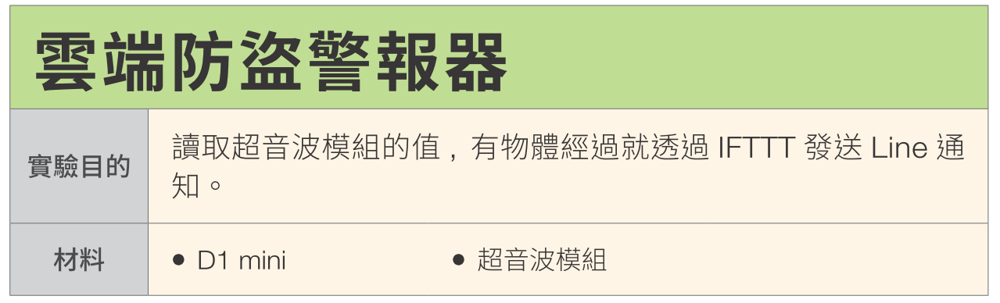 雲端防盜警報器
實驗目的
讀取超音波模組的值，有物體經過就透過 IFTTT 發送 Line 通
知。
材料
● D1 mini ● 超音波模組